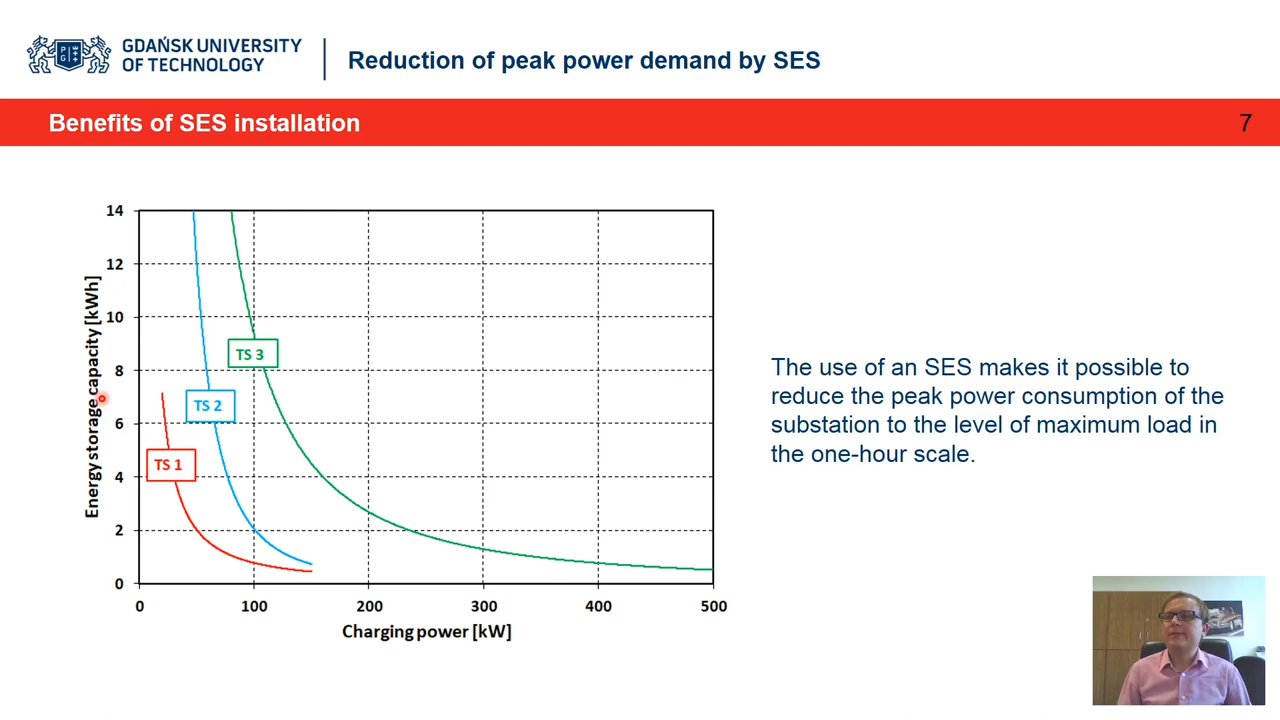 GDAŃSK UNIVERSITY
OF TECHNOLOGY
Reduction of peak power demand by SES
Benefits of SES installation
7
14
12
10
8
6
4
2
0
Energy storage capacity [kWh]
TS 3
TS 2
TS 1
0 100 200 300 400 500
Charging power [kW]
The use of an SES makes it possible to
reduce the peak power consumption of the
substation to the level of maximum load in
the one-hour scale.